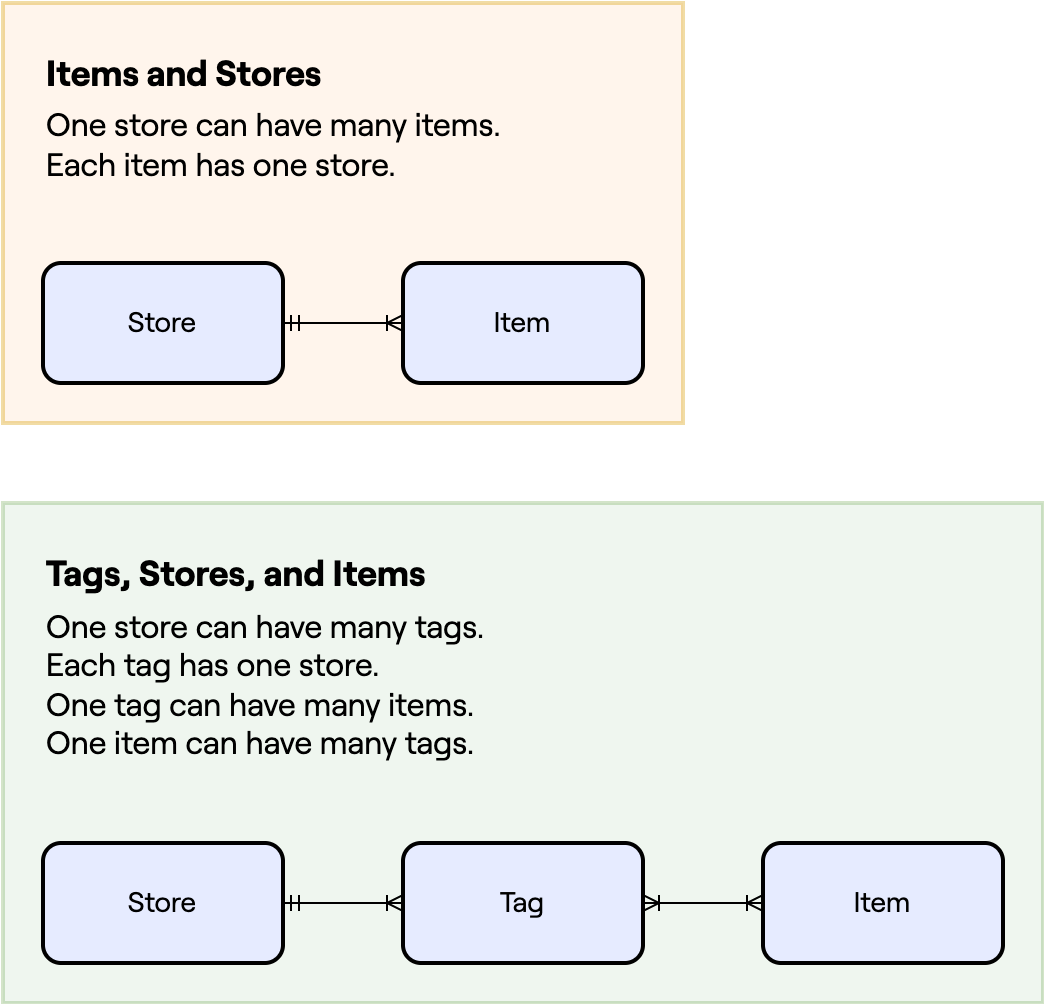 Items and Stores
One store can have many items.
Each item has one store.
Store
Item
Tags, Stores, and Items
One store can have many tags.
Each tag has one store.
One tag can have many items.
One item can have many tags.
Store
Tag
Item